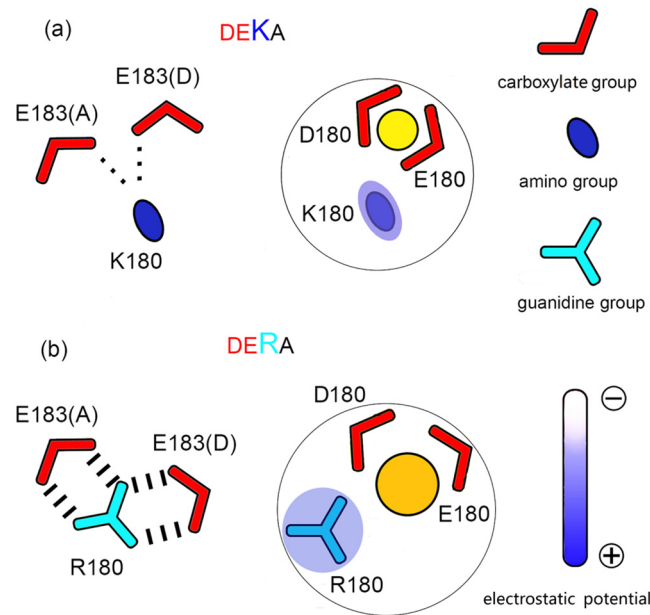 (a)
DEKA
E183(A)
E183(D)
K180
D180
E180
K180
carboxylate group
amino group
guanidine group
(b)
DERA
E183(A)
E183(D)
R180
D180
E180
R180
−
+
electrostatic potential